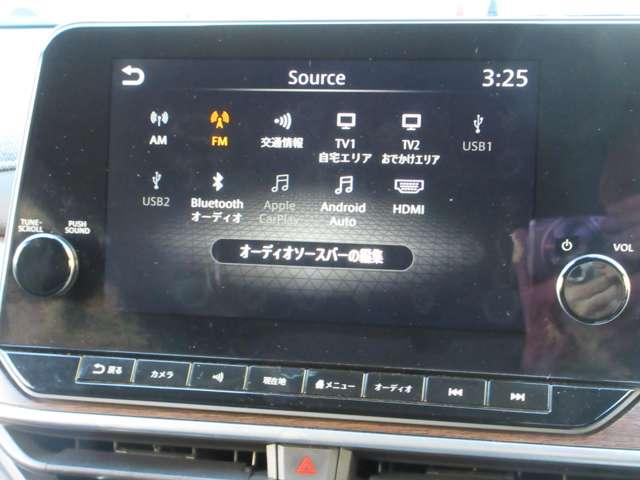 Source
3:25
AM
FM
交通情報
TV1
自宅エリア
TV2
おでかけエリア
USB1
USB2
Bluetooth
オーディオ
Apple
CarPlay
Android
Auto
HDMI
オーディオソースバーの編集
TUNE·
SCROLL
PUSH
SOUND
VOL
戻る
カメラ
現在地
メニュー
オーディオ